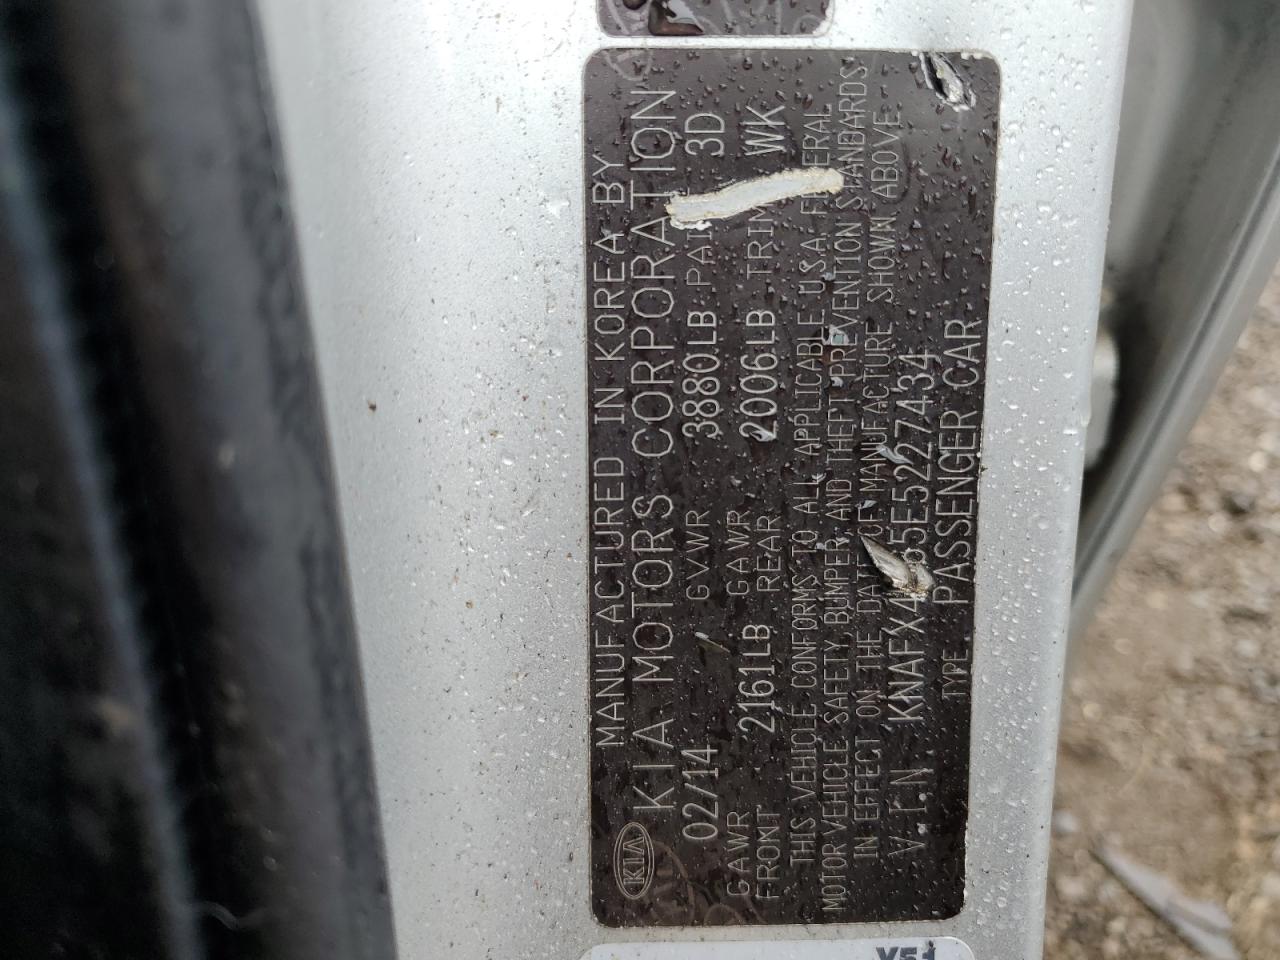 MANUFACTURED IN KOREA BY
KIA KIA MOTORS CORPORATION
02/14 GVWR 3880LB PAINT 3D
GAWR FRONT 2161LB GAWR REAR 2006LB TRIM WK
THIS VEHICLE CONFORMS TO ALL APPLICABLE U.S.A. FEDERAL
MOTOR VEHICLE SAFETY, BUMPER AND THEFT PREVENTION STANDARDS
IN EFFECT ON THE DATE OF MANUFACTURE SHOWN ABOVE
V.I.N
TYPE: PASSENGER CAR